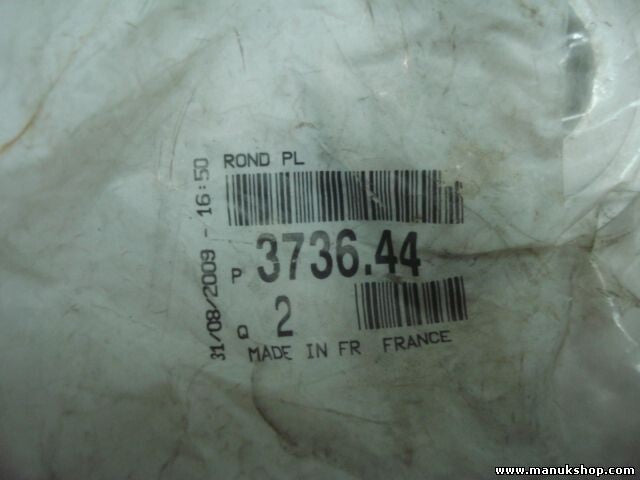 31/08/2009 - 16:50
ROND PL
P 3736.44
Q 2
MADE IN FR FRANCE
www.manukshop.com